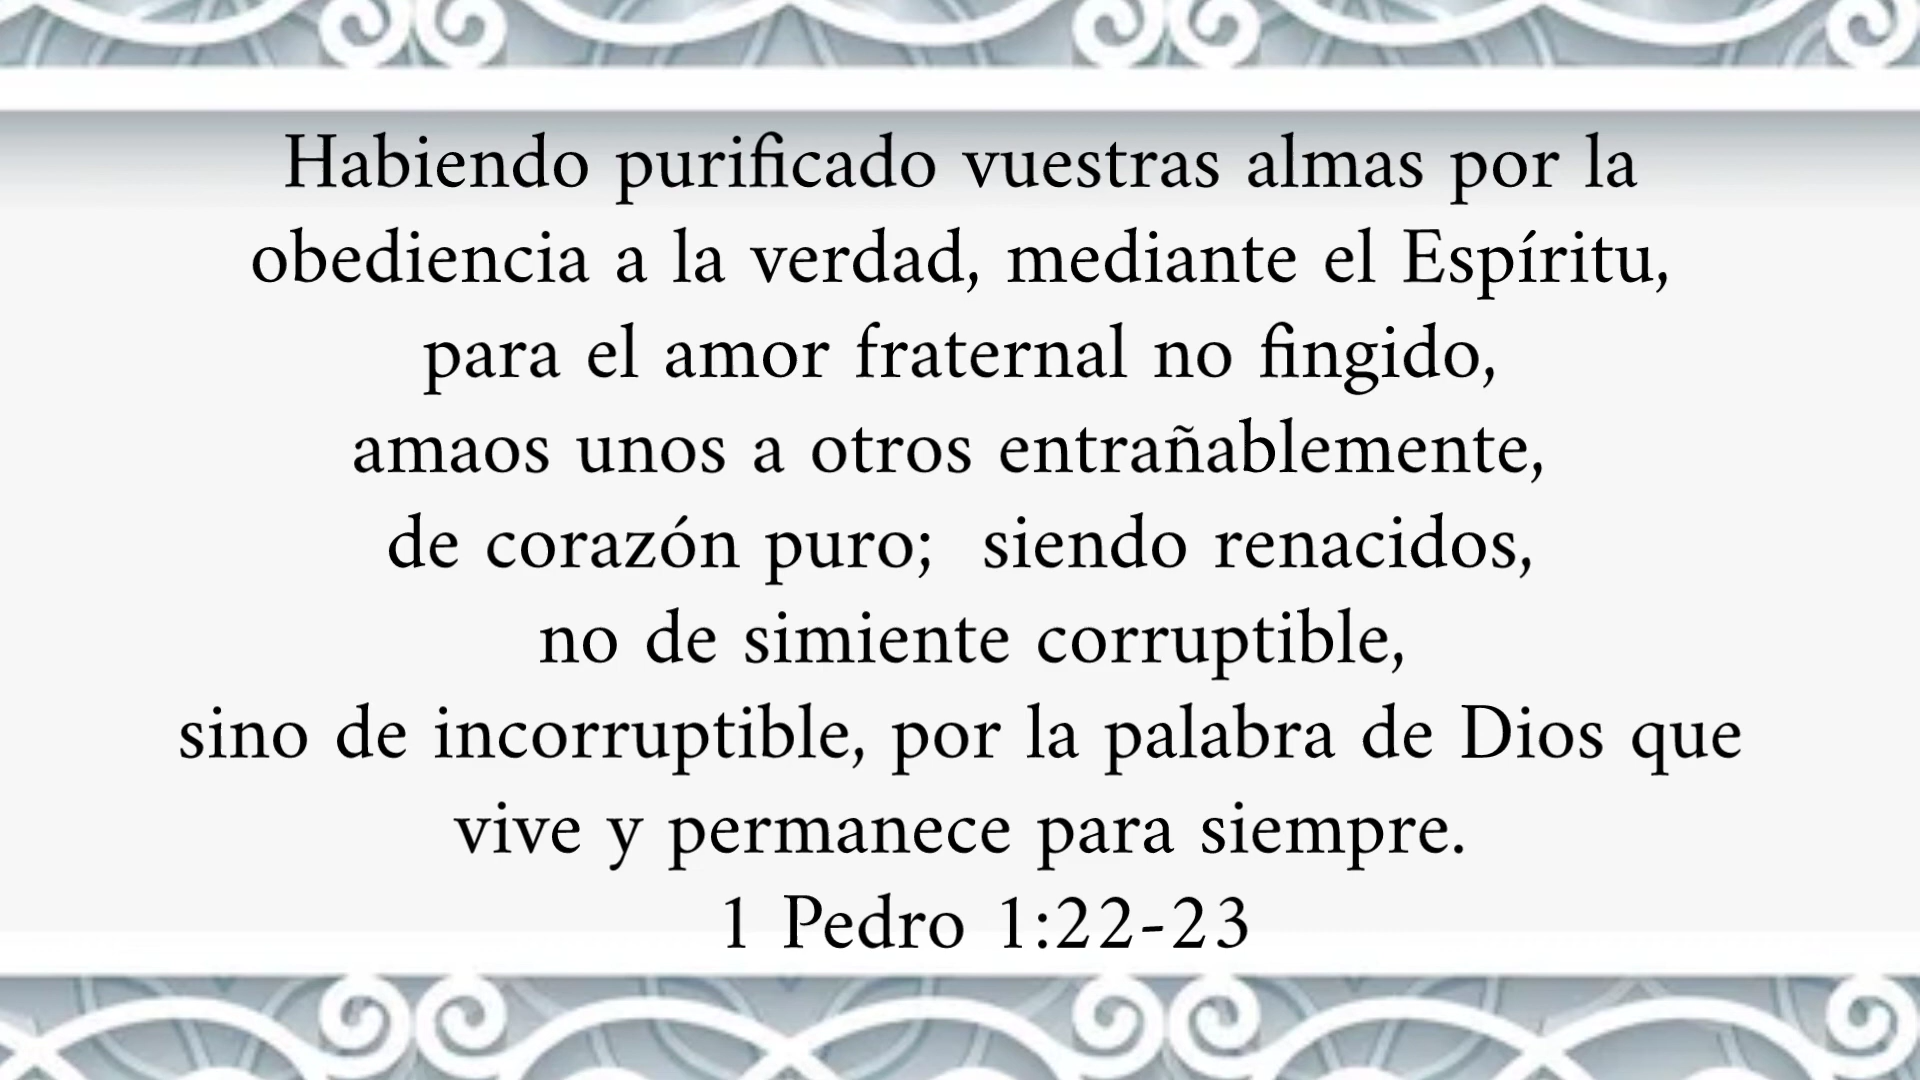 Habiendo purificado vuestras almas por la
obediencia a la verdad, mediante el Espíritu,
para el amor fraternal no fingido,
amaos unos a otros entrañablemente,
de corazón puro;  siendo renacidos,
no de simiente corruptible,
sino de incorruptible, por la palabra de Dios que
vive y permanece para siempre.
1 Pedro 1:22-23